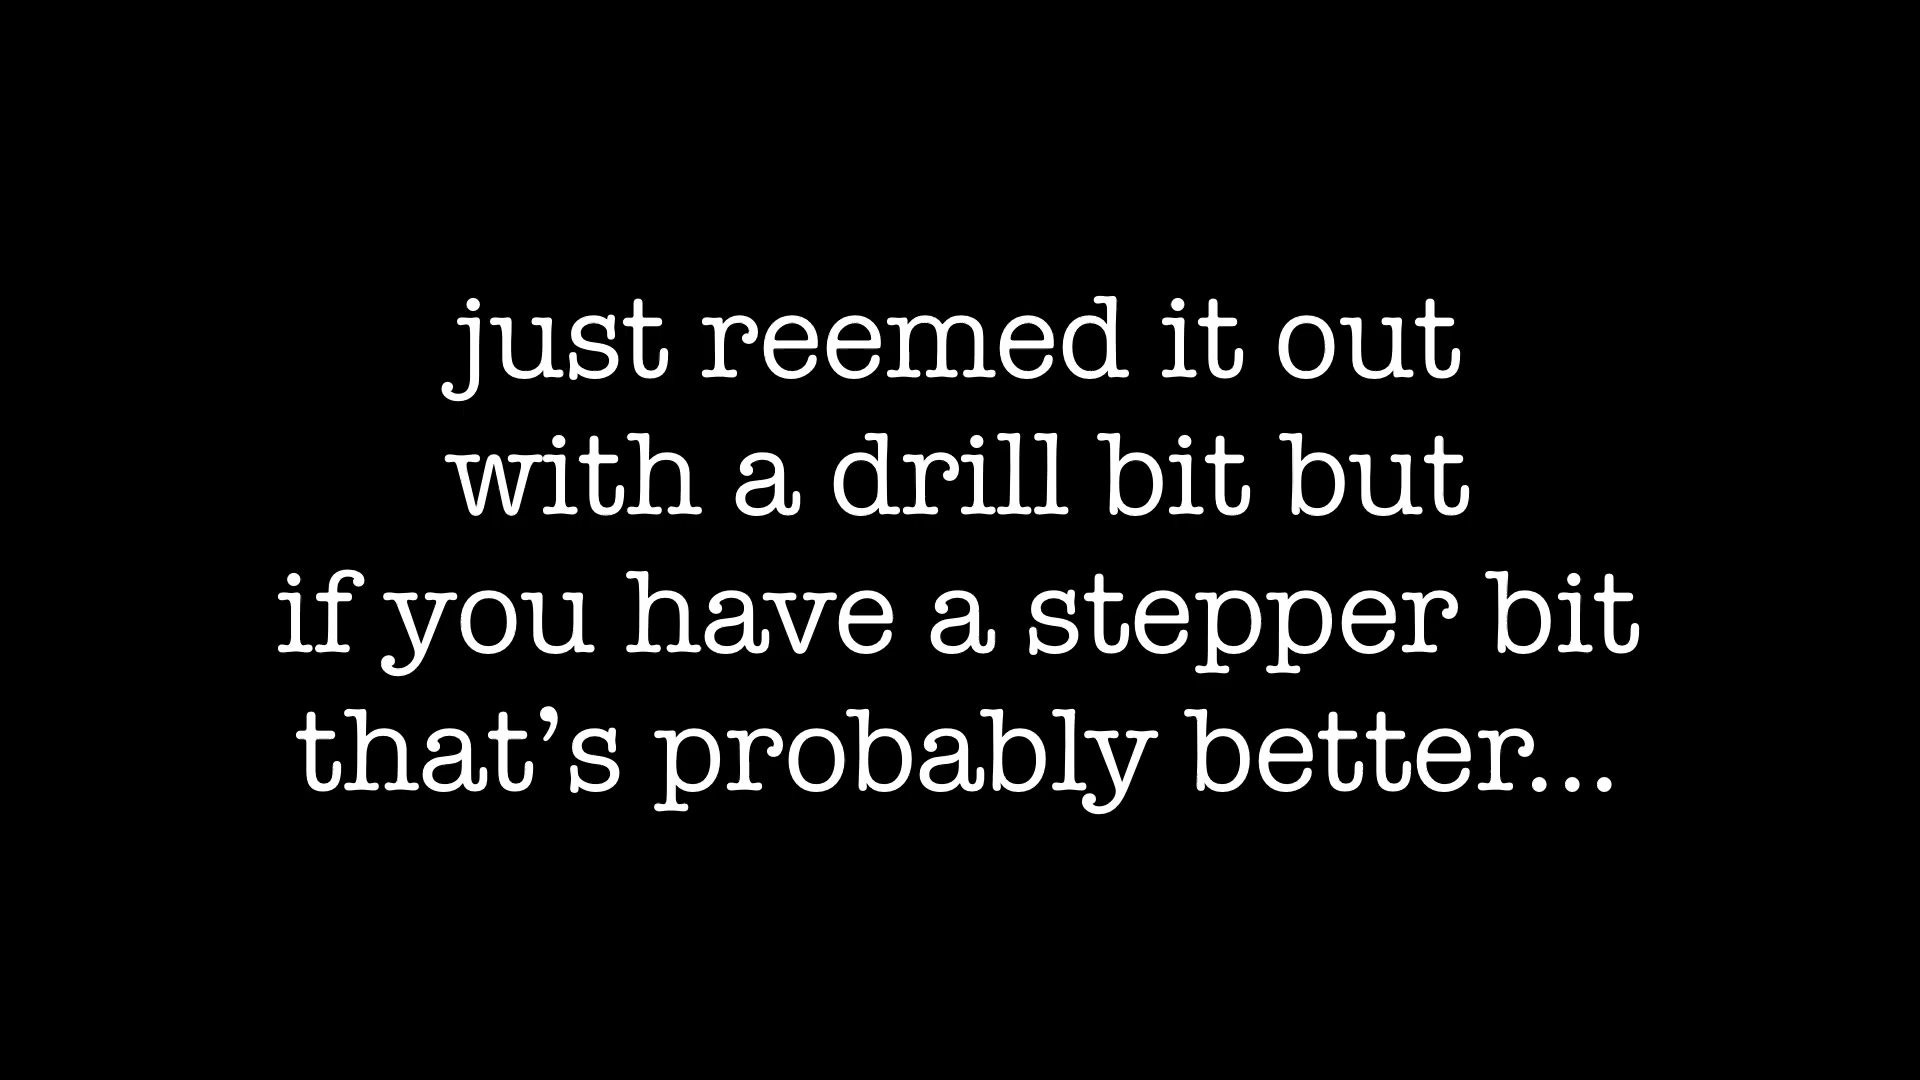 just reemed it out
with a drill bit but
if you have a stepper bit
that’s probably better...